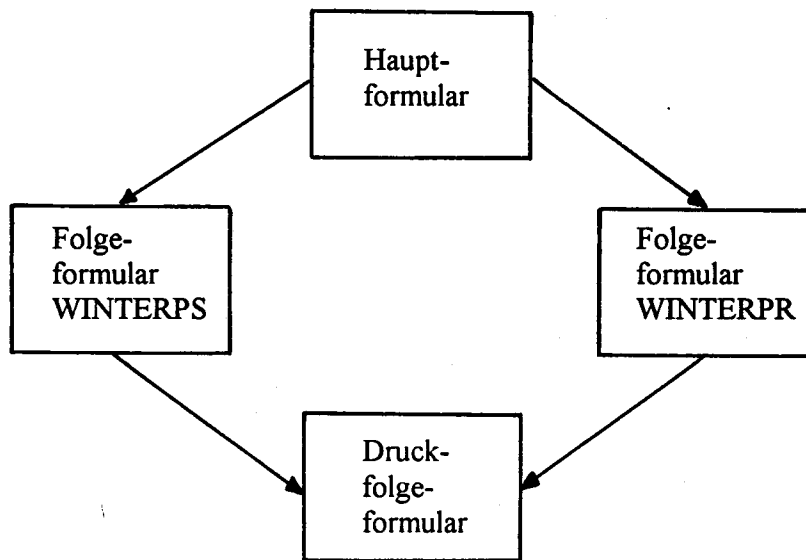 Haupt-
formular
Folge-
formular
WINTERPS
Folge-
formular
WINTERPR
Druck-
folge-
formular